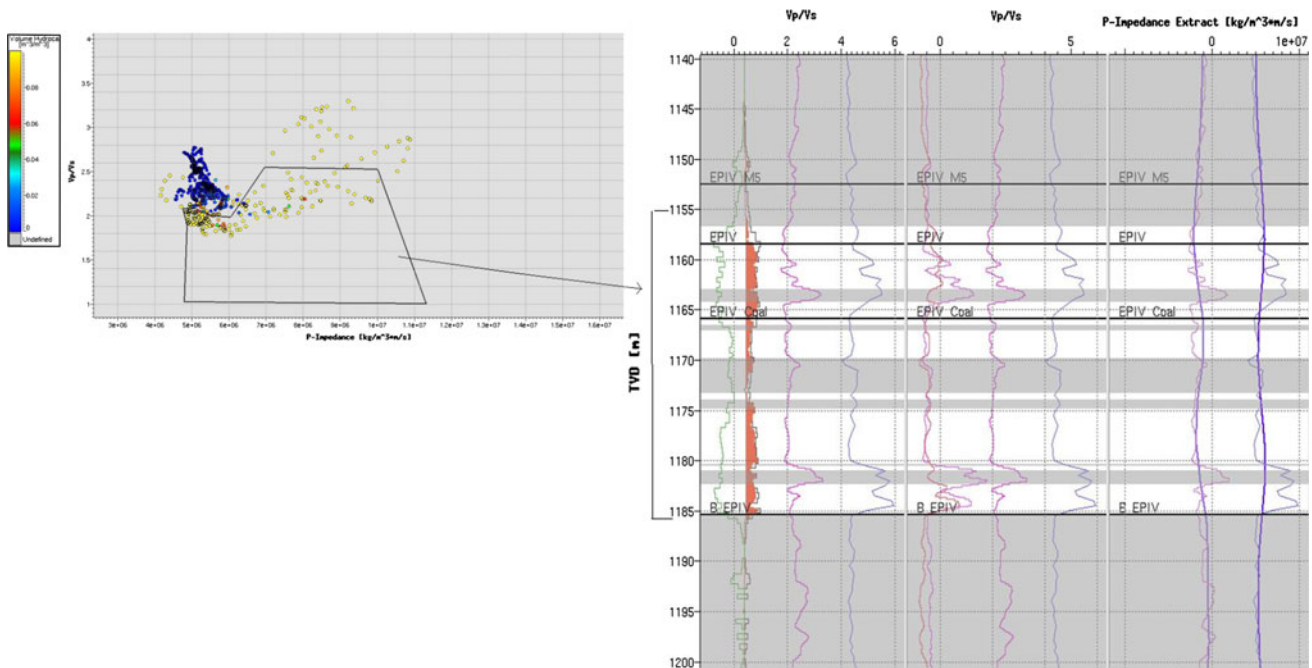 Volume Hydroca
[m^3/m^3]
0.08
0.06
0.04
0.02
0
Undefined
Vp/Vs
4
3.5
3
2.5
2
1.5
1
3e+06 4e+06 5e+06 6e+06 7e+06 8e+06 9e+06 1e+07 1.1e+07 1.2e+07 1.3e+07 1.4e+07 1.5e+07 1.6e+07
P-Impedance [kg/m^3*m/s]
Vp/Vs Vp/Vs P-Impedance Extract [kg/m^3*m/s]
0 2 4 6 0 5 0 1e+07
TVD [m]
1140
1145
1150
EPIV M5 EPIV M5 EPIV M5
1155
EPIV EPIV EPIV
1160
1165
EPIV Coal EPIV Coal EPIV Coal
1170
1175
1180
1185
B EPIV B EPIV B EPIV
1190
1195
1200